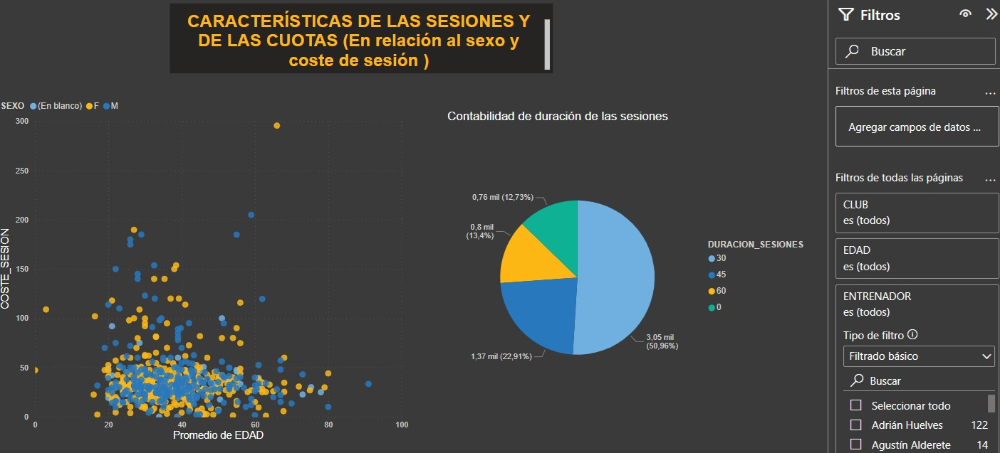 CARACTERÍSTICAS DE LAS SESIONES Y
DE LAS CUOTAS (En relación al sexo y
coste de sesión )
SEXO (En blanco) F M
300
250
200
150
100
50
0
COSTE_SESION
0 20 40 60 80 100
Promedio de EDAD
Contabilidad de duración de las sesiones
0,76 mil (12,73%)
0,8 mil
(13,4%)
1,37 mil (22,91%)
3,05 mil
(50,96%)
DURACION_SESIONES
30
45
60
0
Filtros
Buscar
Filtros de esta página ...
Agregar campos de datos ...
Filtros de todas las páginas ...
CLUB
es (todos)
EDAD
es (todos)
ENTRENADOR
es (todos)
Tipo de filtro
Filtrado básico
Buscar
Seleccionar todo
Adrián Huelves 122
Agustín Alderete 14